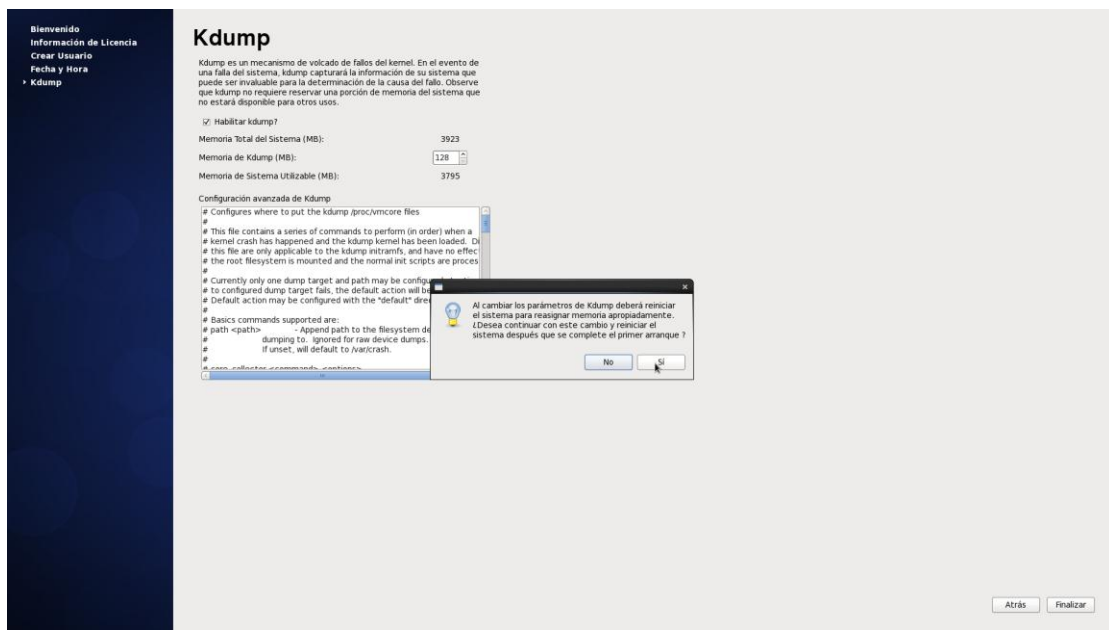 Bienvenido
Información de Licencia
Crear Usuario
Fecha y Hora
Kdump
Kdump
Kdump es un mecanismo de volcado de fallos del kernel. En el evento de
una falla del sistema, kdump capturará la información de su sistema que
puede ser invaluable para la determinación de la causa del fallo. Observe
que kdump no requiere reservar una porción de memoria del sistema que
no estará disponible para otros usos.
Habilitar kdump?
Memoria Total del Sistema (MB): 3923
Memoria de Kdump (MB): 128
Memoria de Sistema Utilizable (MB): 3795
Configuración avanzada de Kdump
# Configures where to put the kdump /proc/vmcore files
#
# This file contains a series of commands to perform (in order) when a
# kernel crash has happened and the kdump kernel has been loaded. Di
# this file are only applicable to the kdump initramfs, and have no effec
# the root filesystem is mounted and the normal init scripts are proces
#
# Currently only one dump target and path may be configu
# to configured dump target fails, the default action will be
# Default action may be configured with the "default" dire
#
# Basics commands supported are:
# path <path> - Append path to the filesystem de
# dumping to. Ignored for raw device dumps.
# If unset, will default to /var/crash.
#
# core_collector <command> <options>
Al cambiar los parámetros de Kdump deberá reiniciar
el sistema para reasignar memoria apropiadamente.
¿Desea continuar con este cambio y reiniciar el
sistema después que se complete el primer arranque ?
No Sí
Atrás Finalizar